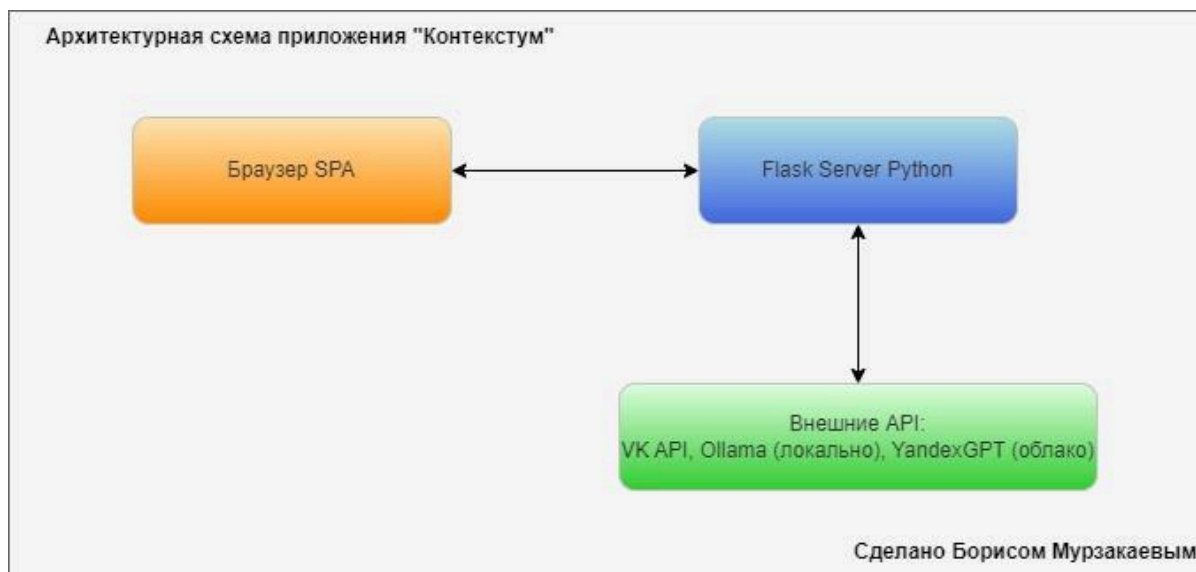 Архитектурная схема приложения "Контекстум"
Браузер SPA
Flask Server Python
Внешние API:
VK API, Ollama (локально), YandexGPT (облако)
Сделано Борисом Мурзакаевым